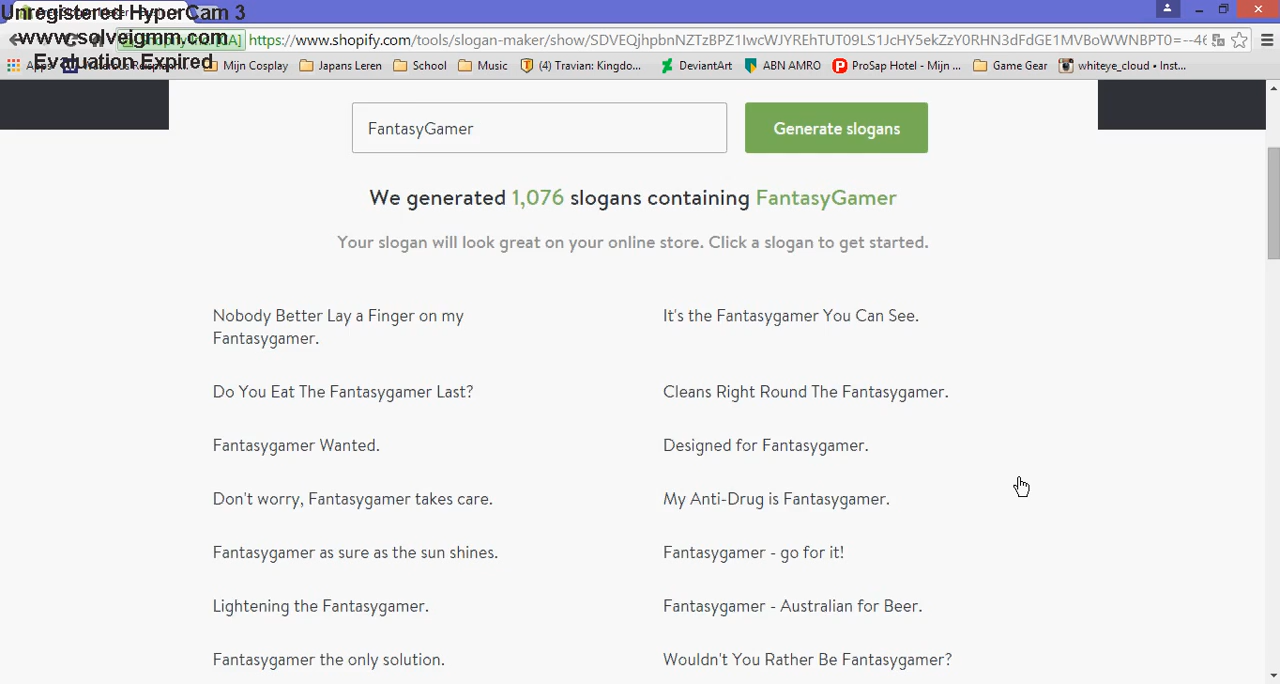 Unregistered HyperCam 3
www.solveigmm.com
https://www.shopify.com/tools/slogan-maker/show/SDVEQjhpbnNZTzBPZ1IwcWJYREhTUT09LS1JcHY5ekZzY0RHN3dFdGE1MVBoWWNBPT0=--46
Evaluation Expired
Mijn Cosplay Japans Leren School Music (4) Travian: Kingdo... DeviantArt ABN AMRO ProSap Hotel - Mijn ... Game Gear whiteye_cloud • Inst...
FantasyGamer Generate slogans
We generated 1,076 slogans containing FantasyGamer
Your slogan will look great on your online store. Click a slogan to get started.
Nobody Better Lay a Finger on my It's the Fantasygamer You Can See.
Fantasygamer.
Do You Eat The Fantasygamer Last? Cleans Right Round The Fantasygamer.
Fantasygamer Wanted. Designed for Fantasygamer.
Don't worry, Fantasygamer takes care. My Anti-Drug is Fantasygamer.
Fantasygamer as sure as the sun shines. Fantasygamer - go for it!
Lightening the Fantasygamer. Fantasygamer - Australian for Beer.
Fantasygamer the only solution. Wouldn't You Rather Be Fantasygamer?